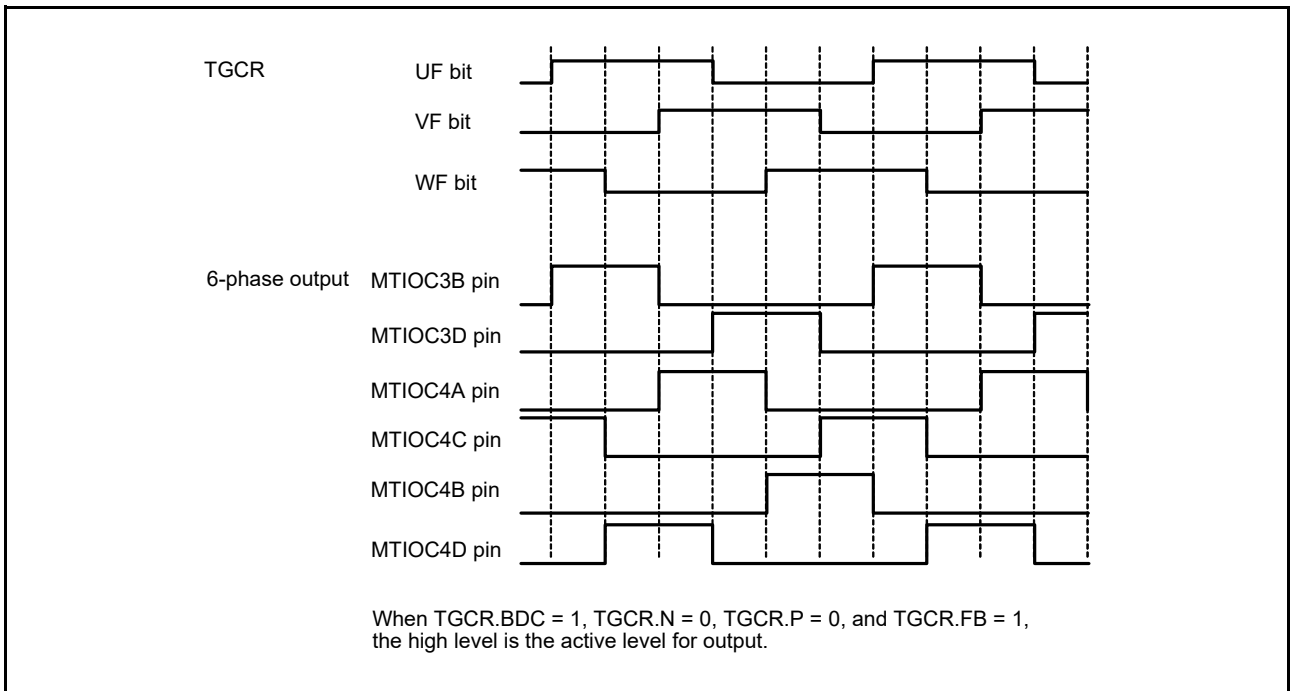 TGCR UF bit
VF bit
WF bit
6-phase output MTIOC3B pin
MTIOC3D pin
MTIOC4A pin
MTIOC4C pin
MTIOC4B pin
MTIOC4D pin
When TGCR.BDC = 1, TGCR.N = 0, TGCR.P = 0, and TGCR.FB = 1,
the high level is the active level for output.